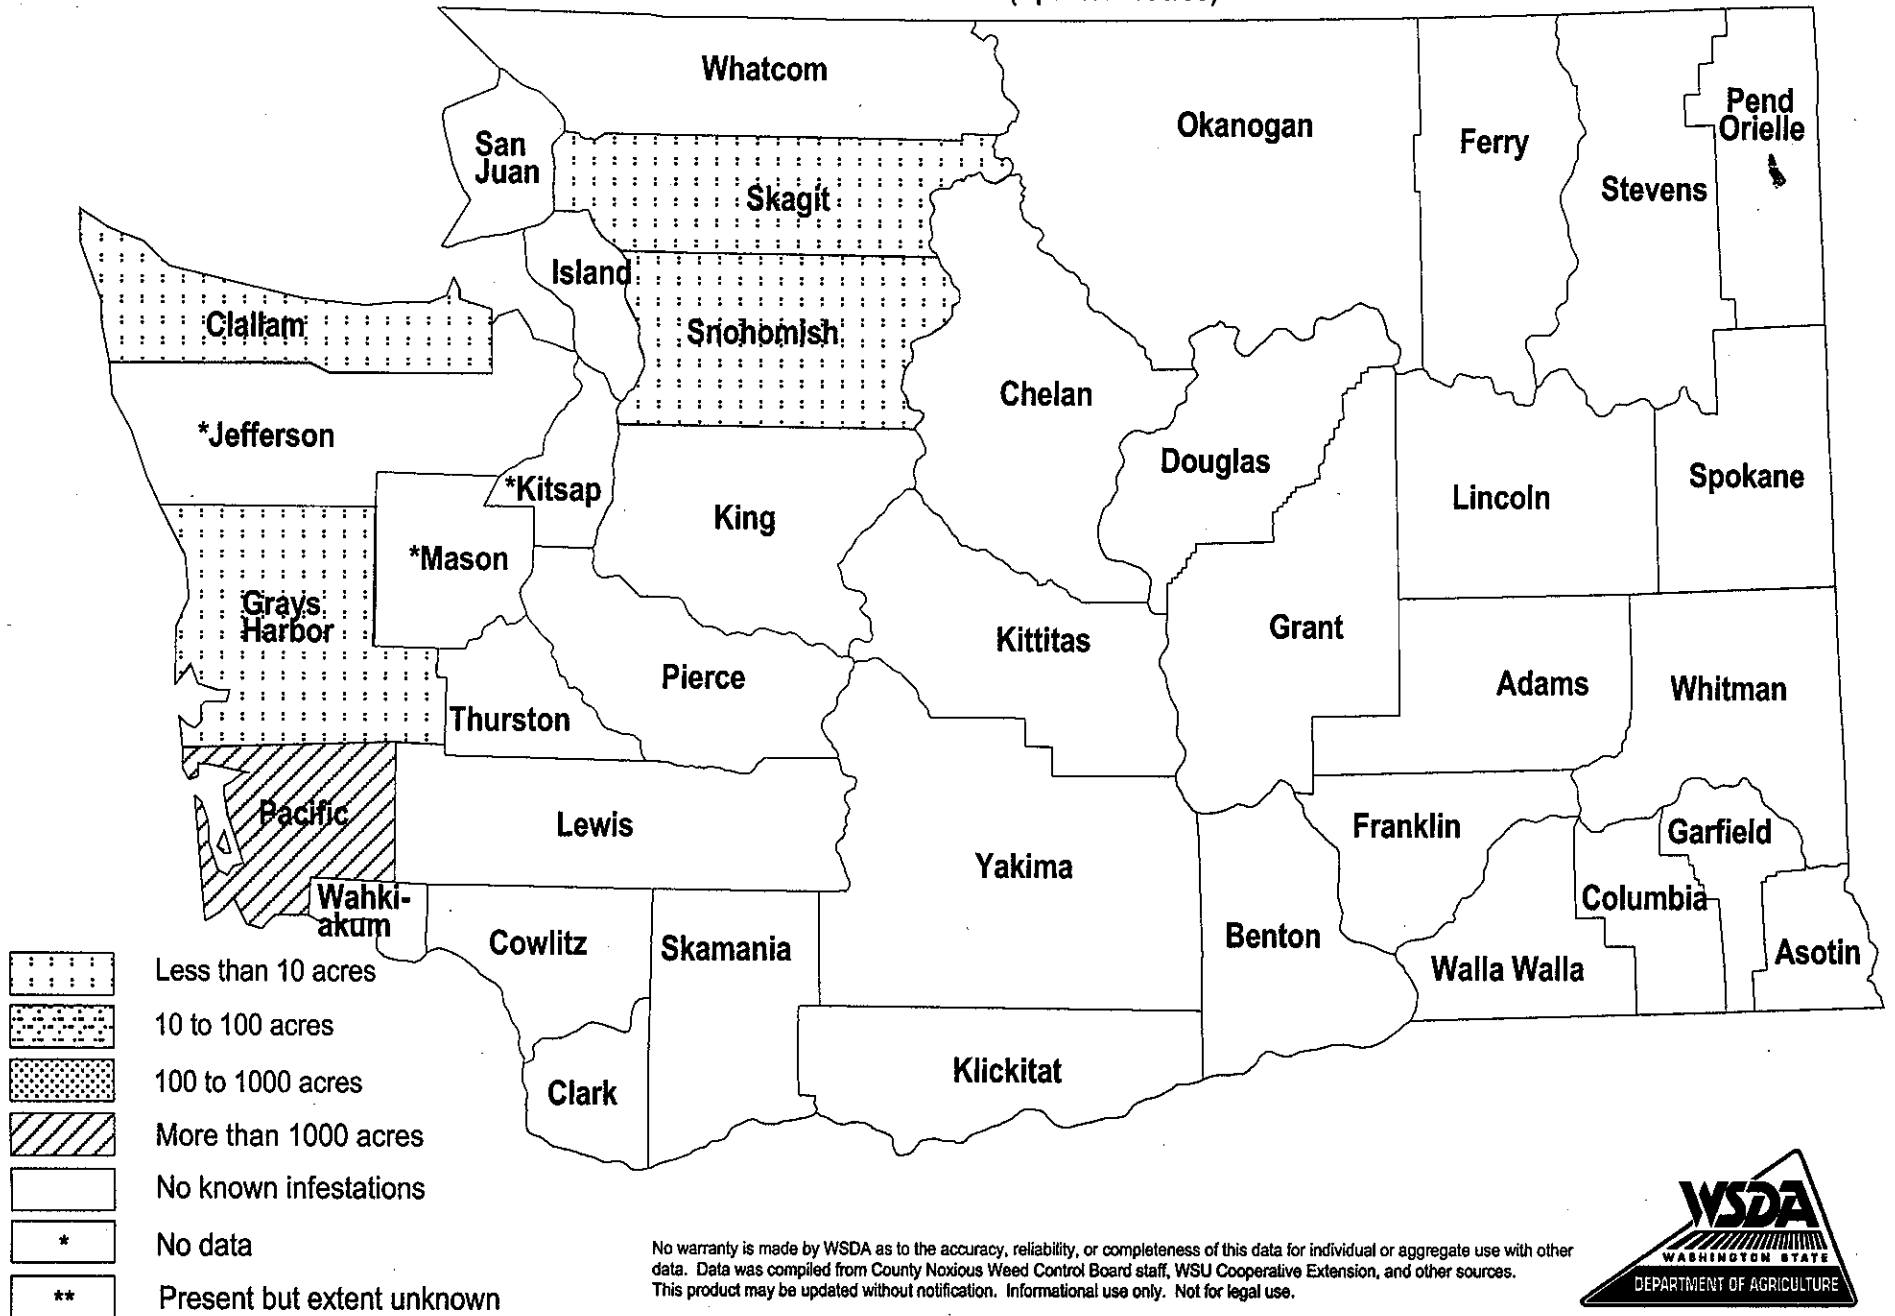 Whatcom
San
Juan
Skagit
Okanogan
Ferry
Stevens
Pend
Orielle
Island
Snohomish
Clallam
Chelan
*Jefferson
Douglas
*Kitsap
King
Lincoln
Spokane
*Mason
Grays
Harbor
Kittitas
Grant
Pierce
Adams
Whitman
Thurston
Pacific
Lewis
Yakima
Franklin
Garfield
Wahki-
akum
Columbia
Cowlitz
Skamania
Benton
Walla Walla
Asotin
Klickitat
Clark
Less than 10 acres
10 to 100 acres
100 to 1000 acres
More than 1000 acres
No known infestations
* No data
** Present but extent unknown
No warranty is made by WSDA as to the accuracy, reliability, or completeness of this data for individual or aggregate use with other
data. Data was compiled from County Noxious Weed Control Board staff, WSU Cooperative Extension, and other sources.
This product may be updated without notification. Informational use only. Not for legal use.
WSDA
WASHINGTON STATE
DEPARTMENT OF AGRICULTURE